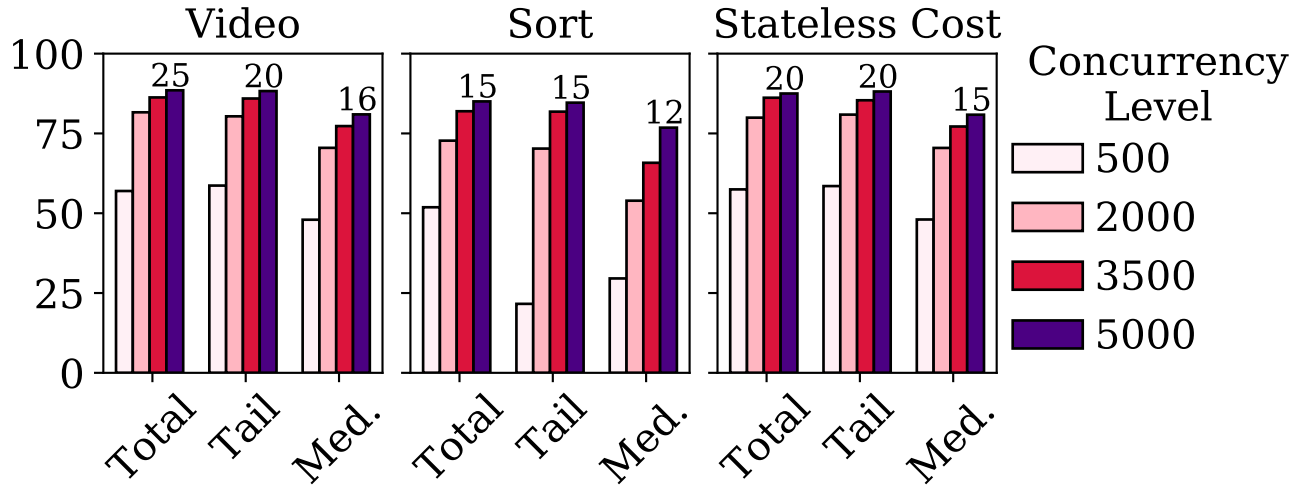 Video
Sort
Stateless Cost
100
75
50
25
0
25
20
16
15
15
12
20
20
15
Total
Tail
Med.
Total
Tail
Med.
Total
Tail
Med.
Concurrency
Level
500
2000
3500
5000